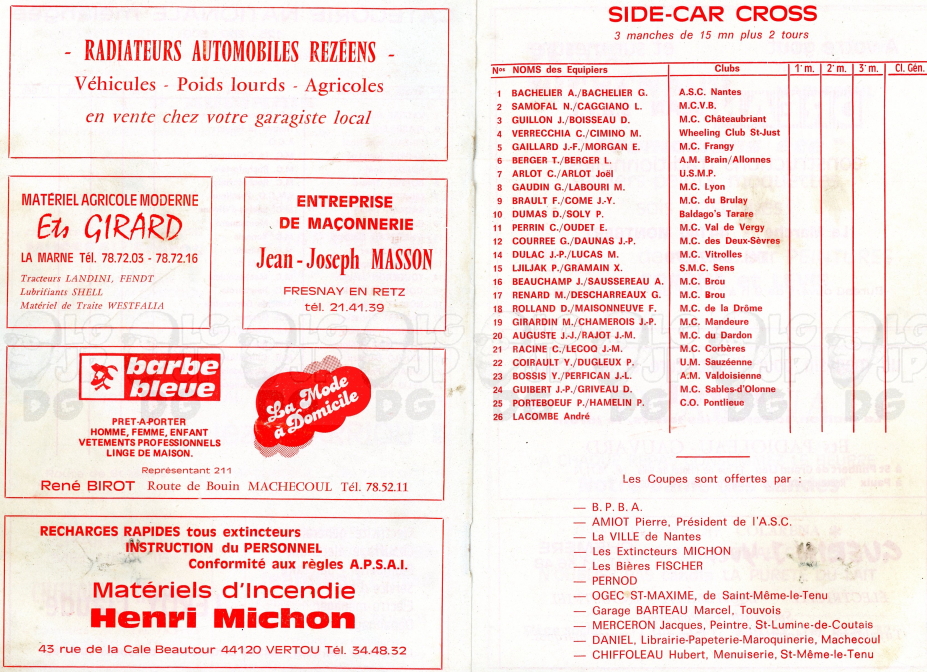 - RADIATEURS AUTOMOBILES REZÉENS -
Véhicules - Poids lourds - Agricoles
en vente chez votre garagiste local
MATÉRIEL AGRICOLE MODERNE
Ets GIRARD
LA MARNE Tél. 78.72.03 - 78.72.16
Tracteurs LANDINI, FENDT
Lubrifiants SHELL
Matériel de Traite WESTFALIA
ENTREPRISE
DE MAÇONNERIE
Jean-Joseph MASSON
FRESNAY EN RETZ
tél. 21.41.39
barbe
bleue
La Mode
à Domicile
PRET-A-PORTER
HOMME, FEMME, ENFANT
VETEMENTS PROFESSIONNELS
LINGE DE MAISON.
Représentant 211
René BIROT Route de Bouin MACHECOUL Tél. 78.52.11
RECHARGES RAPIDES tous extincteurs
INSTRUCTION du PERSONNEL
Conformité aux règles A.P.S.A.I.
Matériels d'Incendie
Henri Michon
43 rue de la Cale Beautour 44120 VERTOU Tél. 34.48.32
SIDE-CAR CROSS
3 manches de 15 mn plus 2 tours
Nos NOMS des Equipiers Clubs 1e m. 2e m. 3e m. Cl. Gén.
1 BACHELIER A./BACHELIER G. A.S.C. Nantes
2 SAMOFAL N./CAGGIANO L. M.C.V.B.
3 GUILLON J./BOISSEAU D. M.C. Châteaubriant
4 VERRECCHIA C./CIMINO M. Wheeling Club St-Just
5 GAILLARD J.-F./MORGAN E. M.C. Frangy
6 BERGER T./BERGER L. A.M. Brain/Allonnes
7 ARLOT C./ARLOT Joël U.S.M.P.
8 GAUDIN G./LABOURI M. M.C. Lyon
9 BRAULT F./COME J.-Y. M.C. du Brulay
10 DUMAS D./SOLY P. Baldago's Tarare
11 PERRIN C./OUDET E. M.C. Val de Vergy
12 COURREE G./DAUNAS J.-P. M.C. des Deux-Sèvres
14 DULAC J.-P./LUCAS M. M.C. Vitrolles
15 LJILJAK P./GRAMAIN X. S.M.C. Sens
16 BEAUCHAMP J./SAUSSEREAU A. M.C. Brou
17 RENARD M./DESCHARREAUX G. M.C. Brou
18 ROLLAND D./MAISONNEUVE F. M.C. de la Drôme
19 GIRARDIN M./CHAMEROIS J.-P. M.C. Mandeure
20 AUGUSTE J.-J./RAJOT J.-M. M.C. du Dardon
21 RACINE C./LECOQ J.-M. M.C. Corbères
22 COIRAULT Y./DUGLEUX P. U.M. Sauzéenne
23 BOSSIS Y./PERFICAN J.-L. A.M. Valdoisienne
24 GUIBERT J.-P./GRIVEAU D. M.C. Sables-d'Olonne
25 PORTEBOEUF P./HAMELIN P. C.O. Pontlieue
26 LACOMBE André
Les Coupes sont offertes par :
— B.P.B.A.
— AMIOT Pierre, Président de l'A.S.C.
— La VILLE de Nantes
— Les Extincteurs MICHON
— Les Bières FISCHER
— PERNOD
— OGEC ST-MAXIME, de Saint-Même-le-Tenu
— Garage BARTEAU Marcel, Touvois
— MERCERON Jacques, Peintre, St-Lumine-de-Coutais
— DANIEL, Librairie-Papeterie-Maroquinerie, Machecoul
— CHIFFOLEAU Hubert, Menuiserie, St-Même-le-Tenu